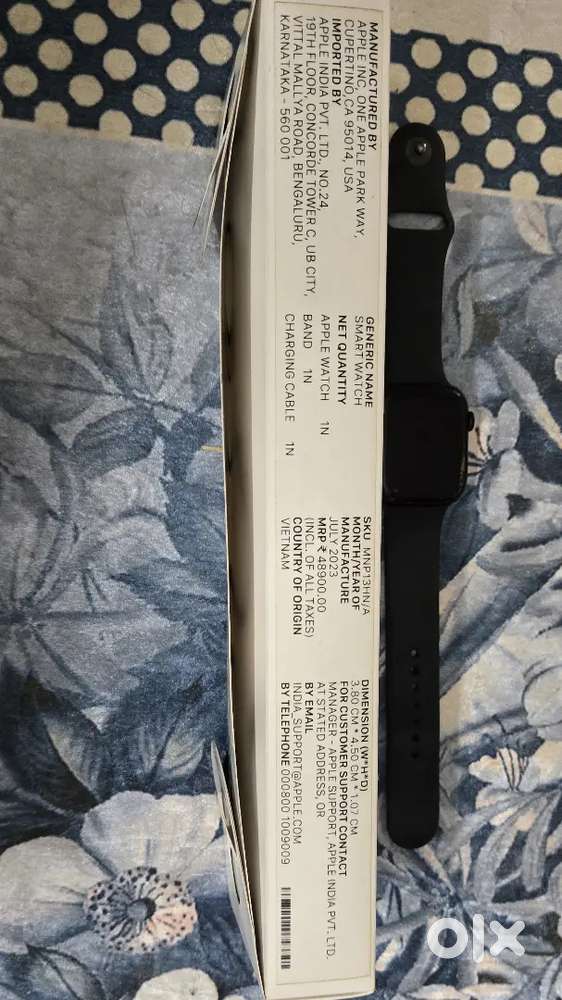 MANUFACTURED BY
APPLE INC, ONE APPLE PARK WAY,
CUPERTINO,CA 95014, USA
IMPORTED BY
APPLE INDIA PVT. LTD., NO.24,
19TH FLOOR, CONCORDE TOWER C, UB CITY,
VITTAL MALLYA ROAD, BENGALURU,
KARNATAKA - 560 001
GENERIC NAME
SMART WATCH
NET QUANTITY
APPLE WATCH 1N
BAND 1N
CHARGING CABLE 1N
SKU MNP13HN/A
MONTH/YEAR OF
MANUFACTURE
JULY 2023
MRP ₹ 48900.00
(INCL. OF ALL TAXES)
COUNTRY OF ORIGIN
VIETNAM
DIMENSION (W*H*D)
3.80 CM * 4.50 CM * 1.07 CM
FOR CUSTOMER SUPPORT CONTACT
MANAGER - APPLE SUPPORT, APPLE INDIA PVT. LTD.
AT STATED ADDRESS, OR
BY EMAIL
INDIA_SUPPORT@APPLE.COM
BY TELEPHONE 000800 1009009
olx